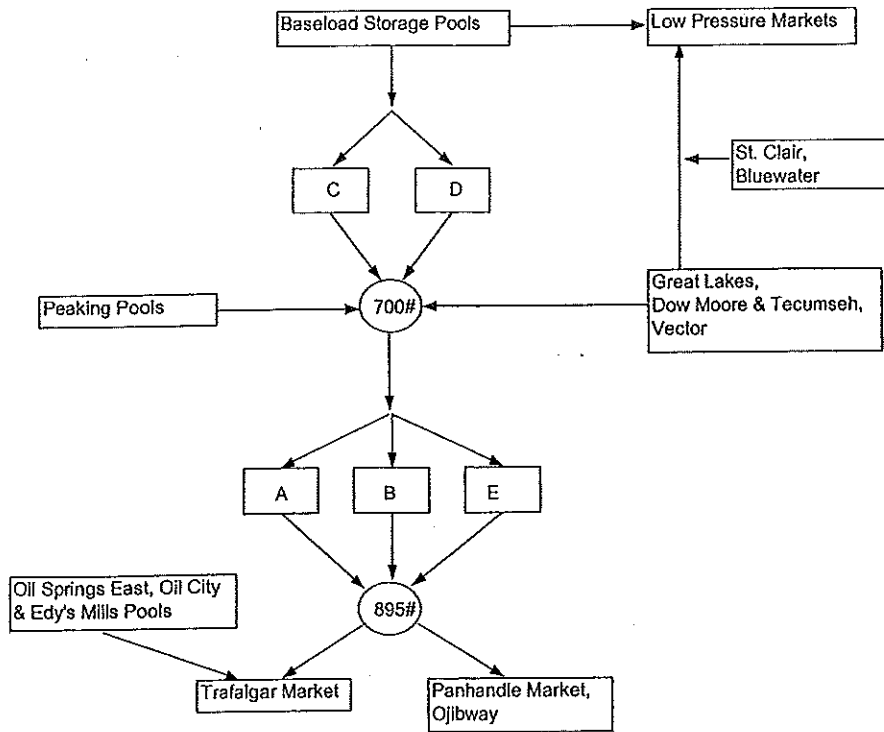 Baseload Storage Pools
Low Pressure Markets
St. Clair,
Bluewater
C
D
Great Lakes,
Dow Moore & Tecumseh,
Vector
Peaking Pools
700#
A
B
E
Oil Springs East, Oil City
& Edy's Mills Pools
895#
Trafalgar Market
Panhandle Market,
Ojibway